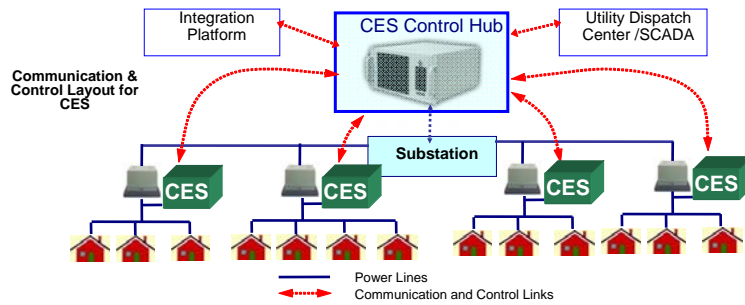 Integration
Platform
CES Control Hub
Utility Dispatch
Center /SCADA
Communication &
Control Layout for
CES
Substation
CES
CES
CES
CES
Power Lines
Communication and Control Links